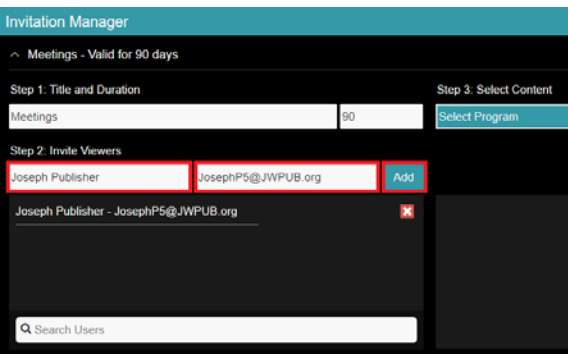 Invitation Manager
Meetings - Valid for 90 days
Step 1: Title and Duration
Meetings
90
Step 2: Invite Viewers
Joseph Publisher
JosephP5@JWPUB.org
Add
Joseph Publisher - JosephP5@JWPUB.org
Search Users
Step 3: Select Content
Select Program